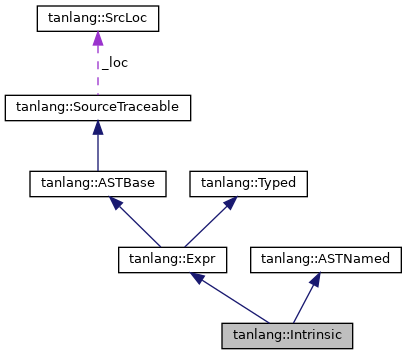 tanlang::SrcLoc
_loc
tanlang::SourceTraceable
tanlang::ASTBase
tanlang::Typed
tanlang::Expr
tanlang::ASTNamed
tanlang::Intrinsic